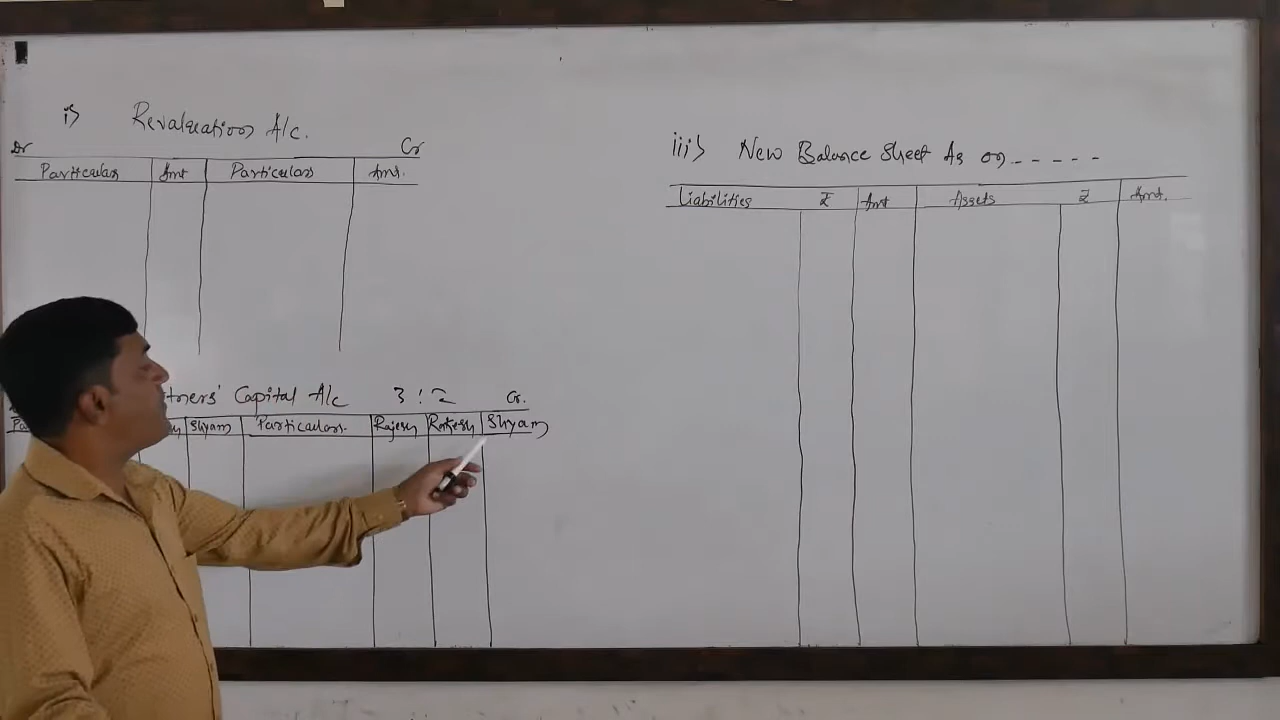 i) Revaluation A/c.
Dr Cr
Particulars Amt Particulars Amt.
Capital A/c 3:2 Cr.
Shyam Particulars. Rajesh Rakesh Shyam
iii) New Balance Sheet As on - - - - -
Liabilities ₹ Amt Assets ₹ Amt.